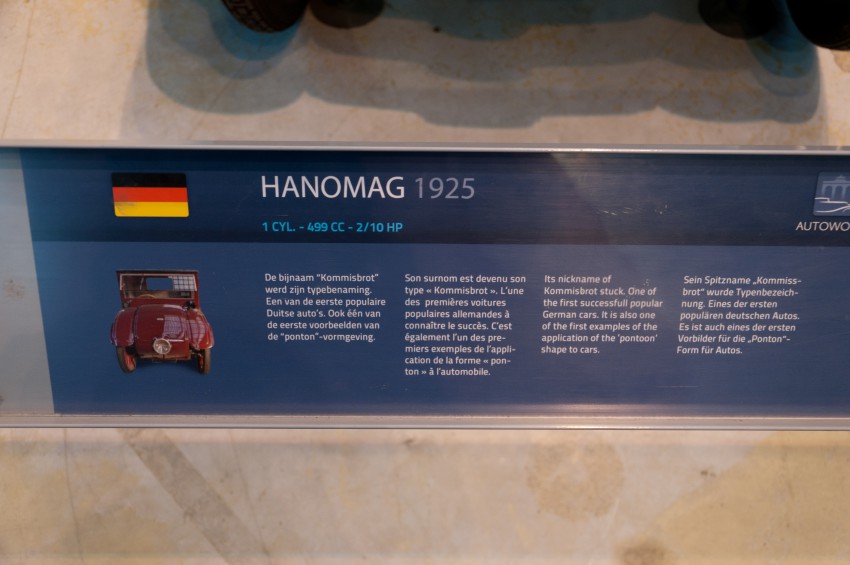 HANOMAG 1925
1 CYL. - 499 CC - 2/10 HP
AUTOWO
De bijnaam “Kommisbrot”
werd zijn typebenaming.
Een van de eerste populaire
Duitse auto’s. Ook één van
de eerste voorbeelden van
de “ponton”-vormgeving.
Son surnom est devenu son
type « Kommisbrot ». L’une
des premières voitures
populaires allemandes à
connaître le succès. C’est
également l’un des pre-
miers exemples de l’appli-
cation de la forme « pon-
ton » à l’automobile.
Its nickname of
Kommisbrot stuck. One of
the first successfull popular
German cars. It is also one
of the first examples of the
application of the ‘pontoon’
shape to cars.
Sein Spitzname „Kommiss-
brot“ wurde Typenbezeich-
nung. Eines der ersten
populären deutschen Autos.
Es ist auch eines der ersten
Vorbilder für die „Ponton“-
Form für Autos.